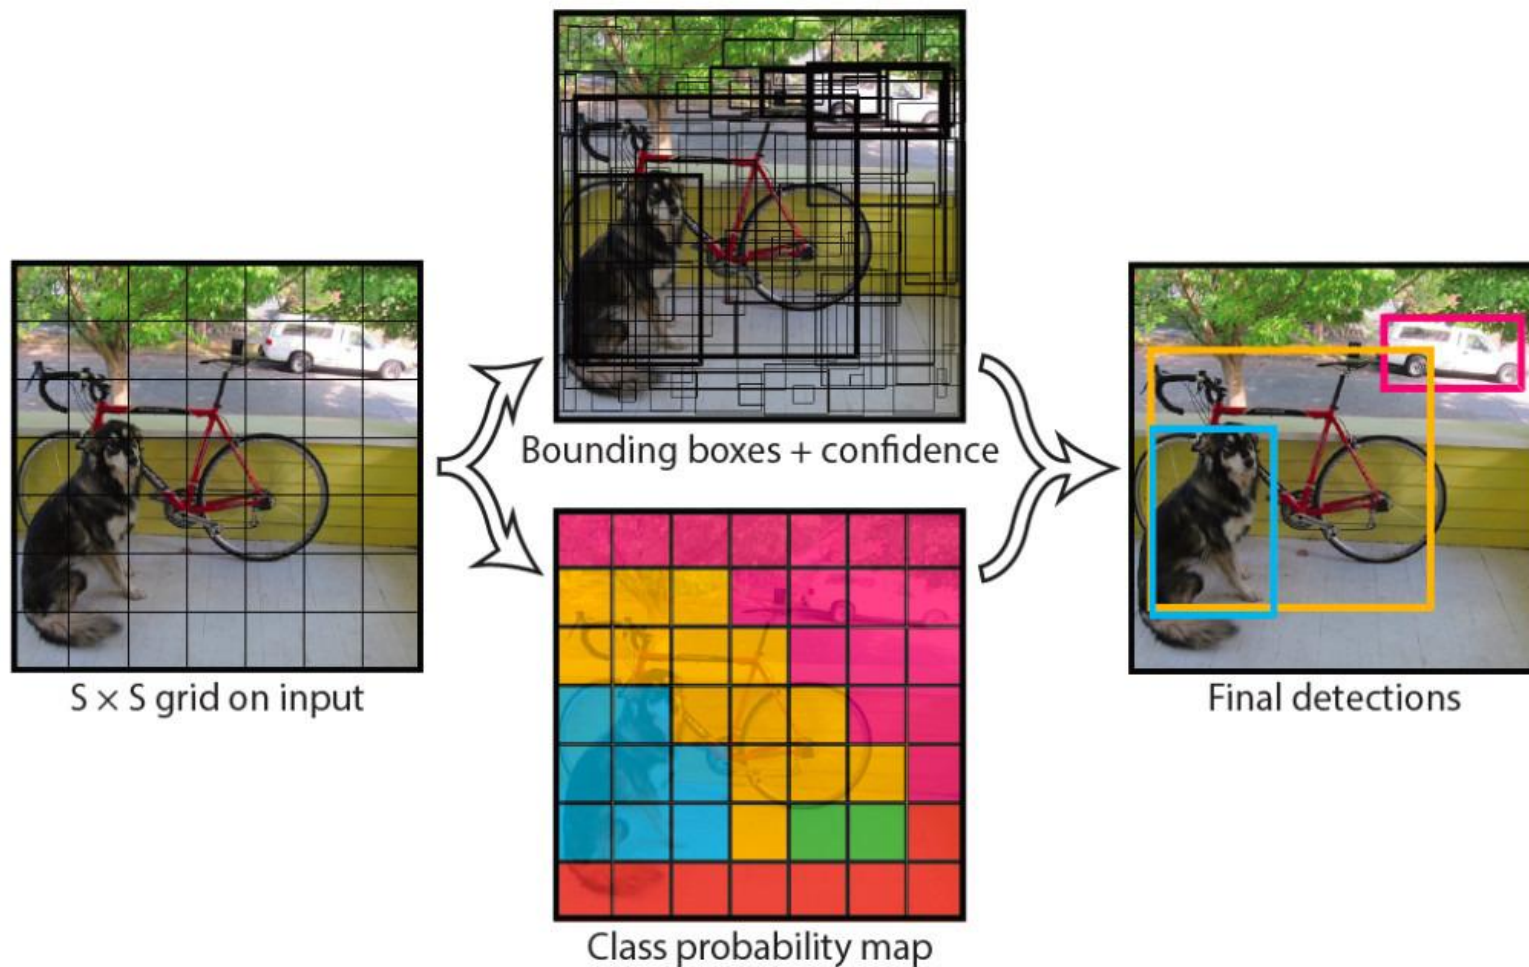 S × S grid on input
Bounding boxes + confidence
Class probability map
Final detections